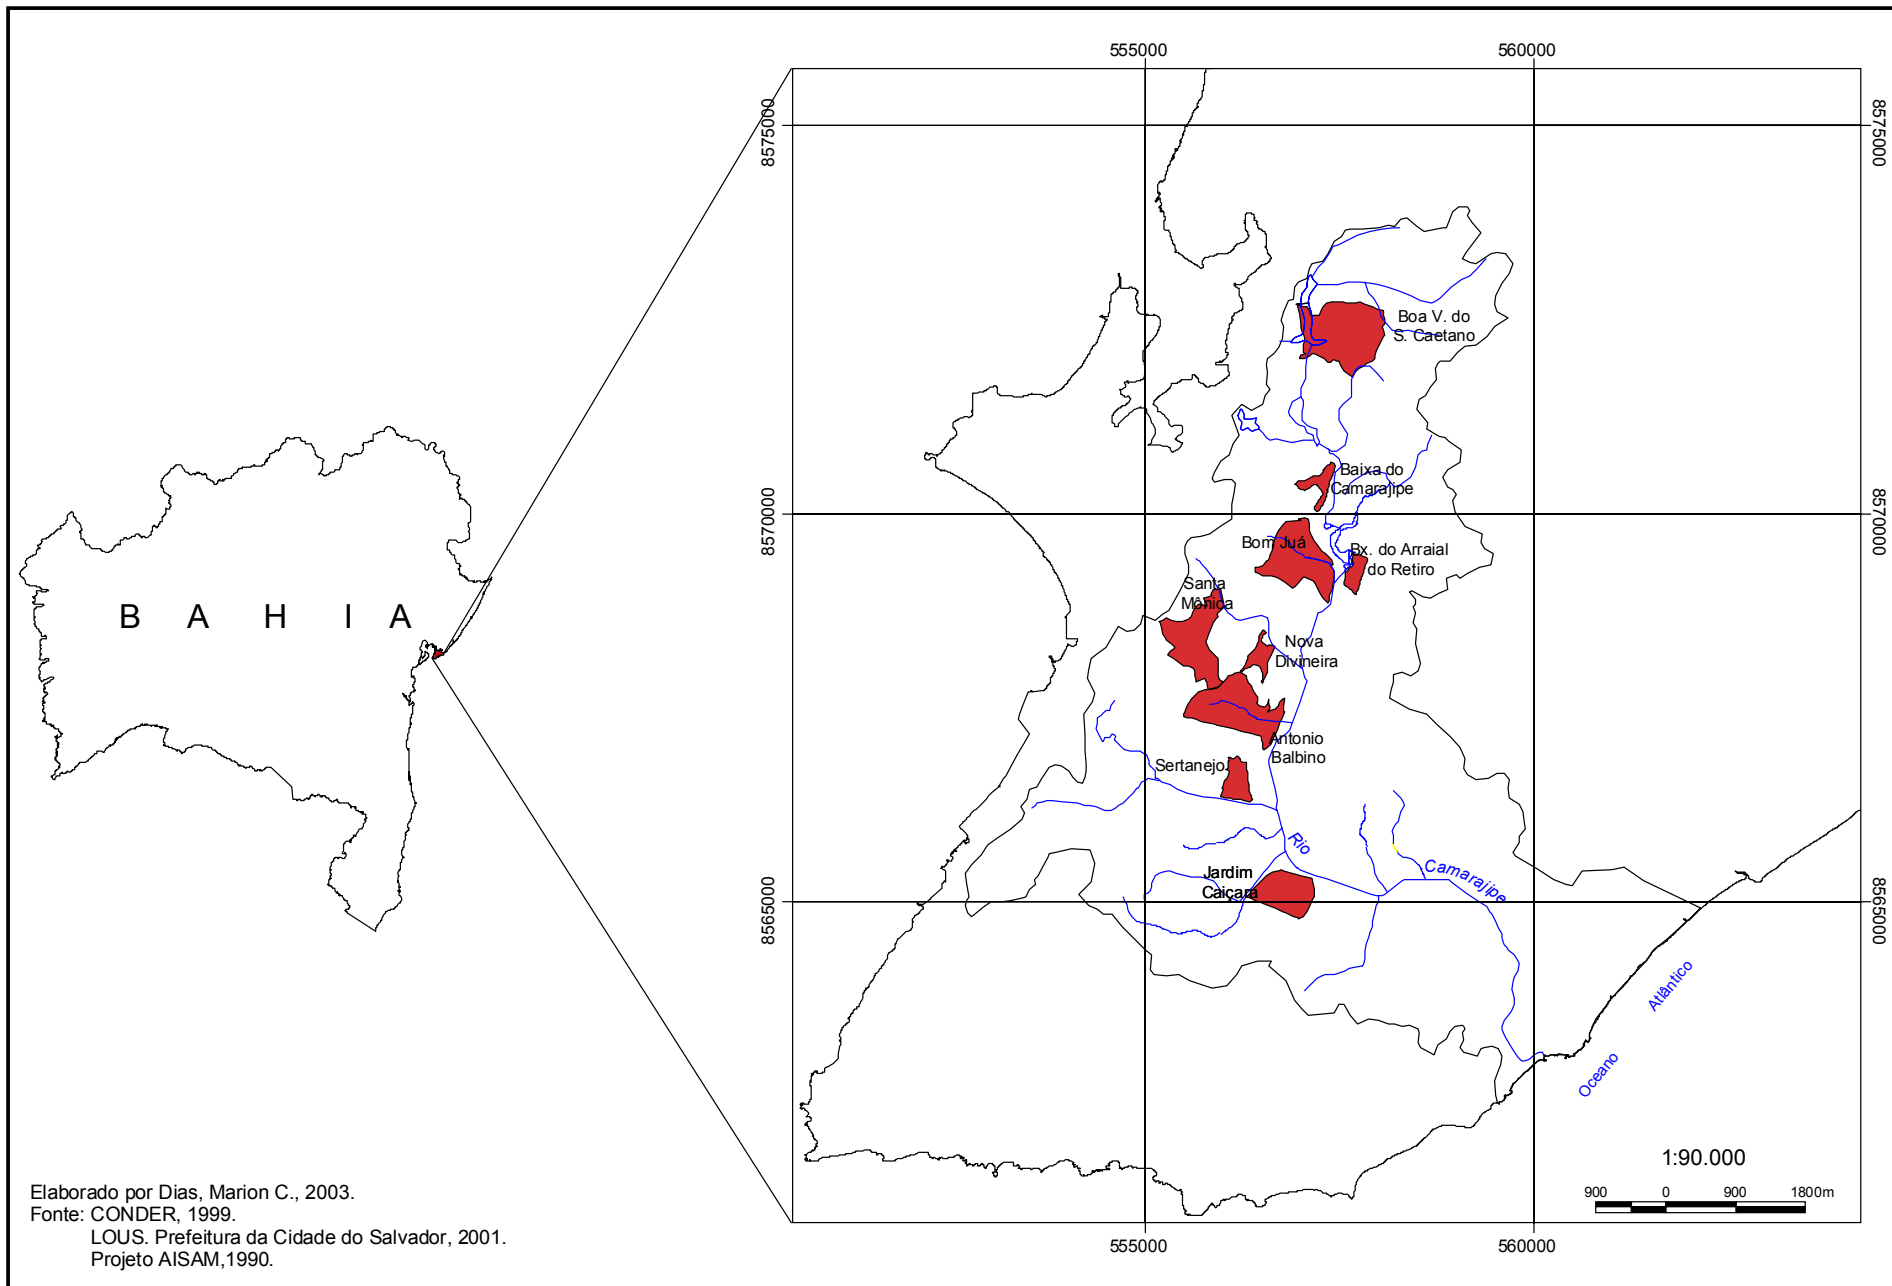 555000
560000
8575000
8575000
Boa V. do
S. Caetano
Baixa do
Camarajipe
8570000
8570000
Bom Juá
Bx. do Arraial
do Retiro
Santa
Mônica
B A H I A
Nova
Divineira
Antonio
Balbino
Sertanejo
Rio
Camarajipe
Jardim
Caiçara
8565000
8565000
Atlântico
Oceano
1:90.000
900 0 900 1800m
Elaborado por Dias, Marion C., 2003.
Fonte: CONDER, 1999.
LOUS. Prefeitura da Cidade do Salvador, 2001.
Projeto AISAM,1990.
555000
560000